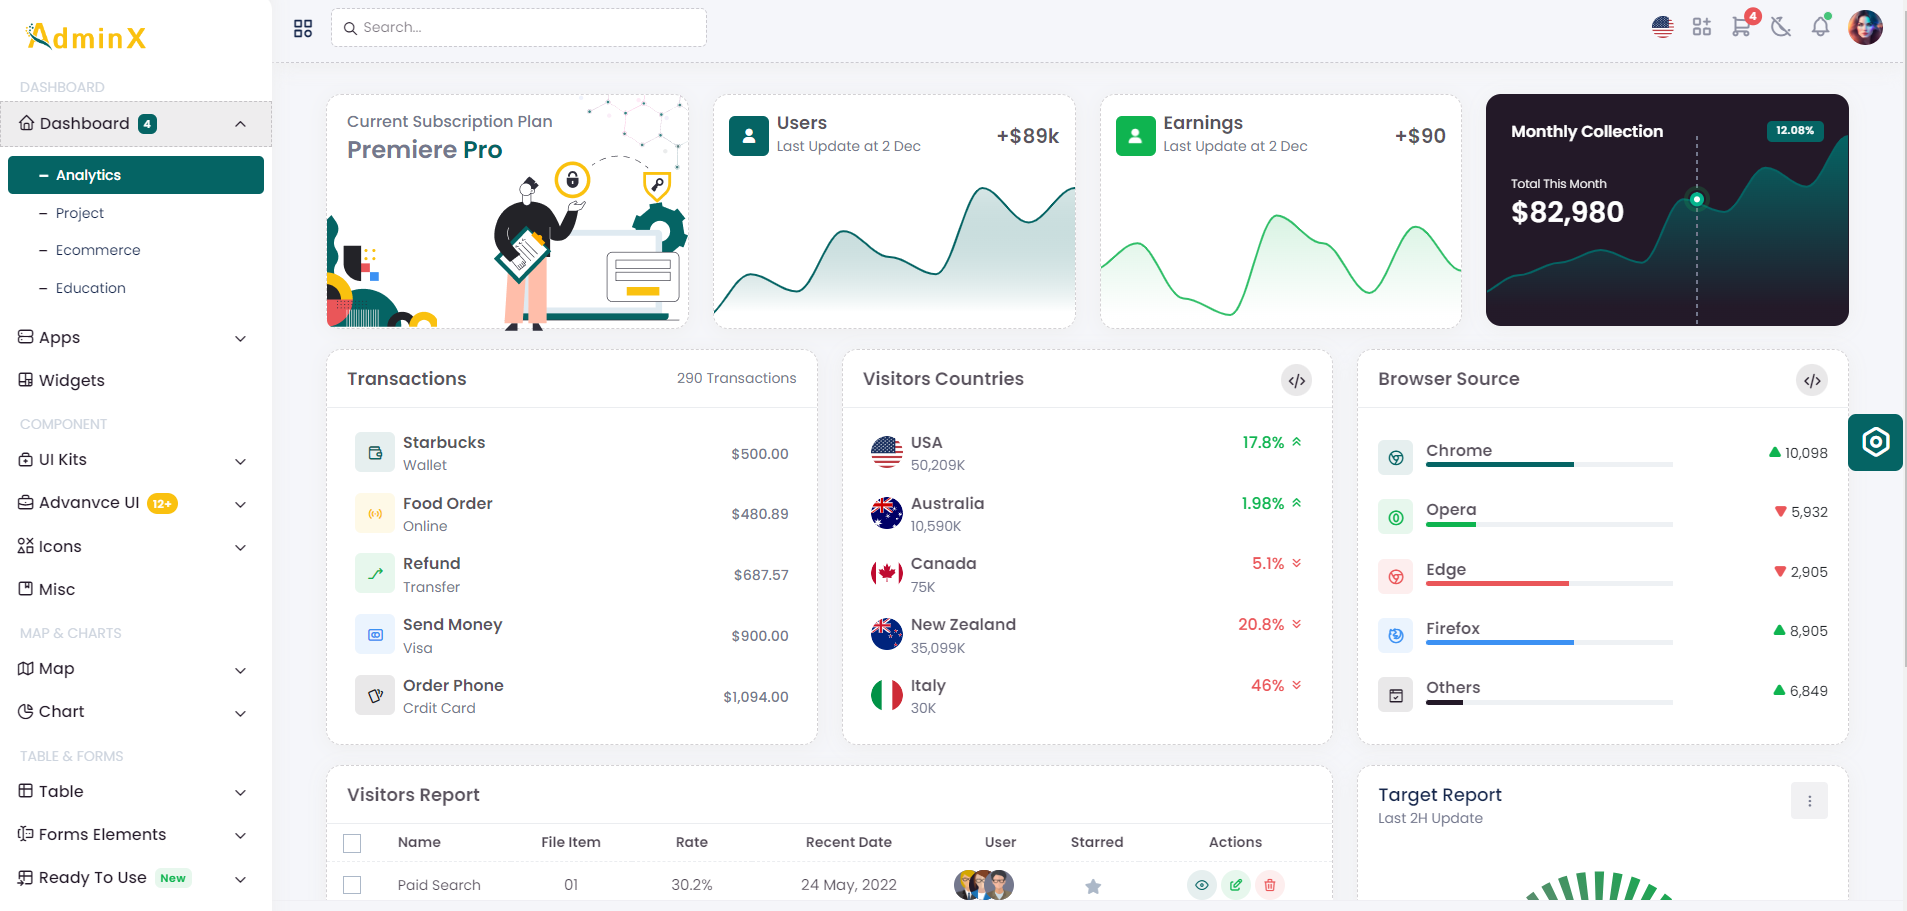 AdminX
Search...
4
DASHBOARD
Dashboard 4
Analytics
Project
Ecommerce
Education
Apps
Widgets
COMPONENT
UI Kits
Advanvce UI 12+
Icons
Misc
MAP & CHARTS
Map
Chart
TABLE & FORMS
Table
Forms Elements
Ready To Use New
Current Subscription Plan
Premiere Pro
Users
Last Update at 2 Dec
+$89k
Earnings
Last Update at 2 Dec
+$90
Monthly Collection
12.08%
Total This Month
$82,980
Transactions
290 Transactions
Starbucks
Wallet
$500.00
Food Order
Online
$480.89
Refund
Transfer
$687.57
Send Money
Visa
$900.00
Order Phone
Crdit Card
$1,094.00
Visitors Countries
USA
50,209K
17.8%
Australia
10,590K
1.98%
Canada
75K
5.1%
New Zealand
35,099K
20.8%
Italy
30K
46%
Browser Source
Chrome
10,098
Opera
5,932
Edge
2,905
Firefox
8,905
Others
6,849
Visitors Report
Name File Item Rate Recent Date User Starred Actions
Paid Search 01 30.2% 24 May, 2022
Target Report
Last 2H Update